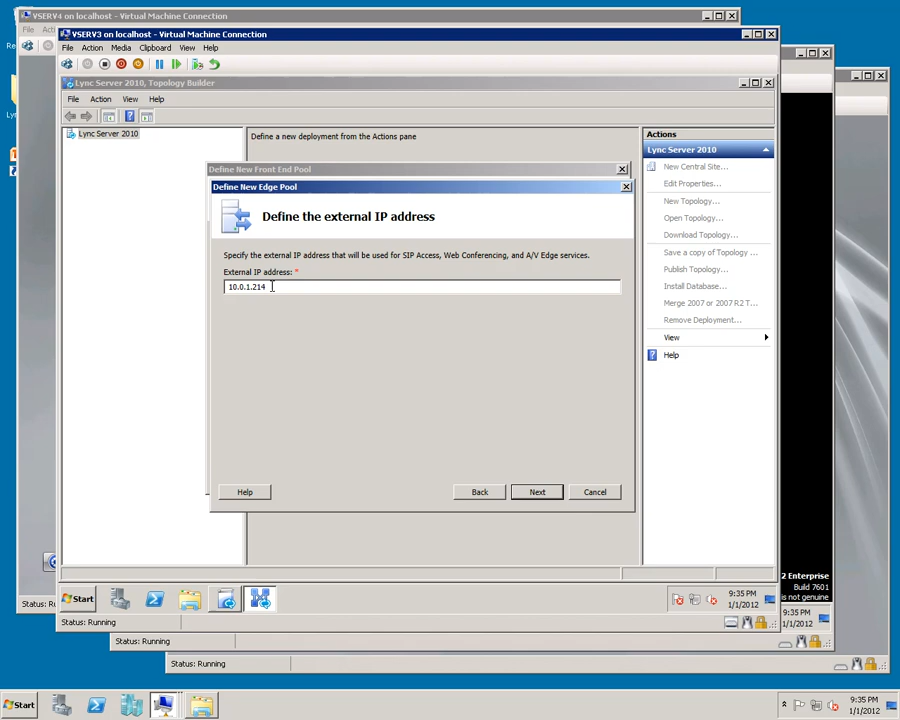 VSERV4 on localhost - Virtual Machine Connection
File
VSERV3 on localhost - Virtual Machine Connection
File Action Media Clipboard View Help
Lync Server 2010, Topology Builder
File Action View Help
Lync Server 2010
Define a new deployment from the Actions pane
Actions
Lync Server 2010
New Central Site...
Edit Properties...
New Topology...
Open Topology...
Download Topology...
Save a copy of Topology ...
Publish Topology...
Install Database...
Merge 2007 or 2007 R2 T...
Remove Deployment...
View
Help
Define New Front End Pool
Define New Edge Pool
Define the external IP address
Specify the external IP address that will be used for SIP Access, Web Conferencing, and A/V Edge services.
External IP address: *
10.0.1.214
Help Back Next Cancel
2 Enterprise
Build 7601
is not genuine
Start
9:35 PM
1/1/2012
9:35 PM
1/1/2012
Status: Running
Status: Running
Status: Running
Start
9:35 PM
1/1/2012